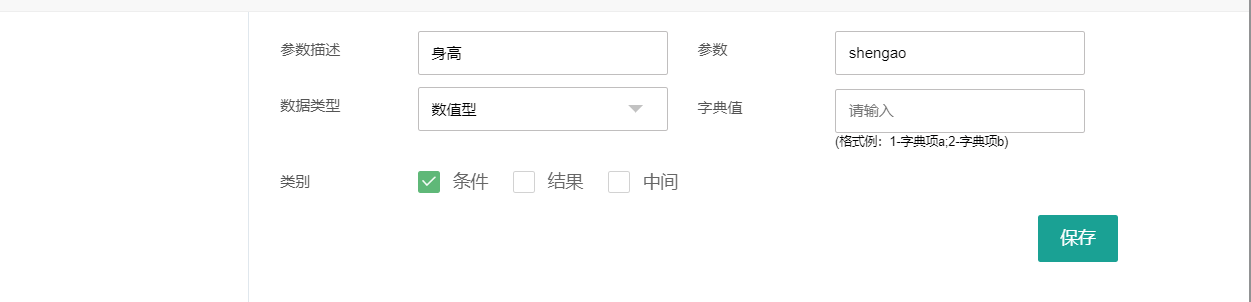 参数描述 身高 参数 shengao
数据类型 数值型 字典值 请输入
(格式例：1-字典项a;2-字典项b)
类别 条件 结果 中间
保存